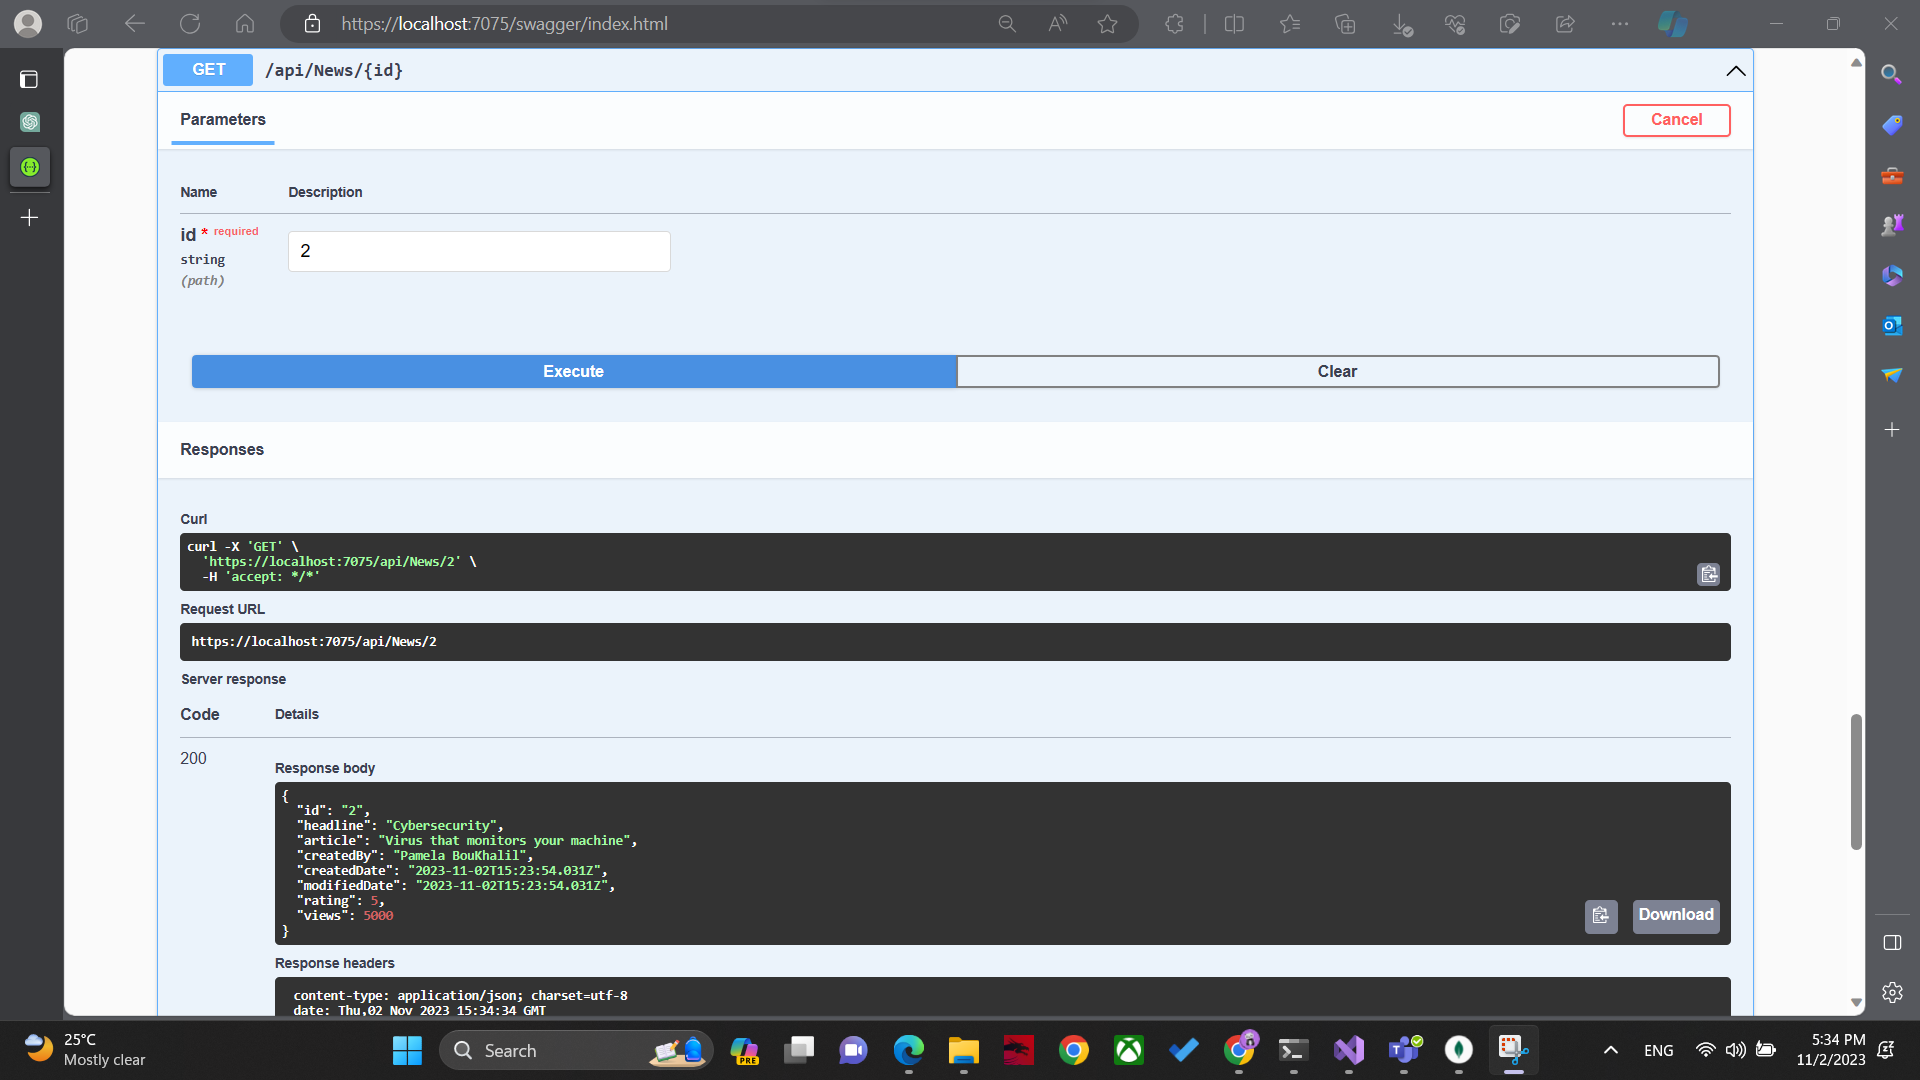 https://localhost:7075/swagger/index.html
GET /api/News/{id}
Parameters
Cancel
Name Description
id * required
string
(path)
2
Execute
Clear
Responses
Curl
curl -X 'GET' \
'https://localhost:7075/api/News/2' \
-H 'accept: */*'
Request URL
https://localhost:7075/api/News/2
Server response
Code Details
200
Response body
{
"id": "2",
"headline": "Cybersecurity",
"article": "Virus that monitors your machine",
"createdBy": "Pamela BouKhalil",
"createdDate": "2023-11-02T15:23:54.031Z",
"modifiedDate": "2023-11-02T15:23:54.031Z",
"rating": 5,
"views": 5000
}
Download
Response headers
content-type: application/json; charset=utf-8
date: Thu,02 Nov 2023 15:34:34 GMT
25°C
Mostly clear
Search
PRE
ENG
5:34 PM
11/2/2023